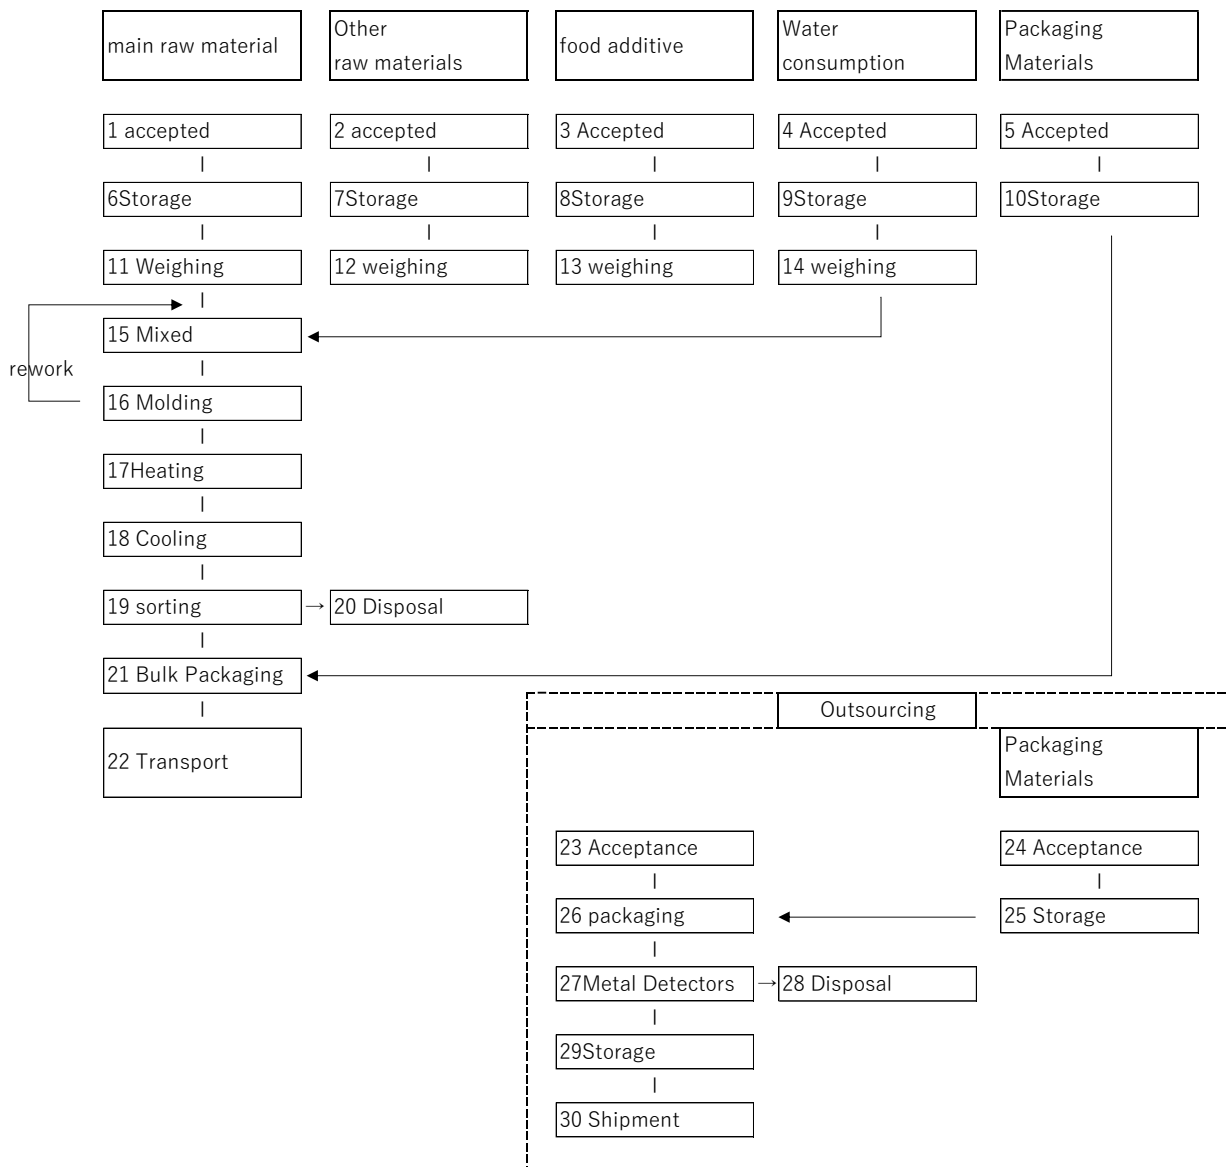 main raw material
Other
raw materials
food additive
Water
consumption
Packaging
Materials
1 accepted
2 accepted
3 Accepted
4 Accepted
5 Accepted
6Storage
7Storage
8Storage
9Storage
10Storage
11 Weighing
12 weighing
13 weighing
14 weighing
15 Mixed
rework
16 Molding
17Heating
18 Cooling
19 sorting
→
20 Disposal
21 Bulk Packaging
Outsourcing
22 Transport
Packaging
Materials
23 Acceptance
24 Acceptance
26 packaging
25 Storage
27Metal Detectors
→
28 Disposal
29Storage
30 Shipment